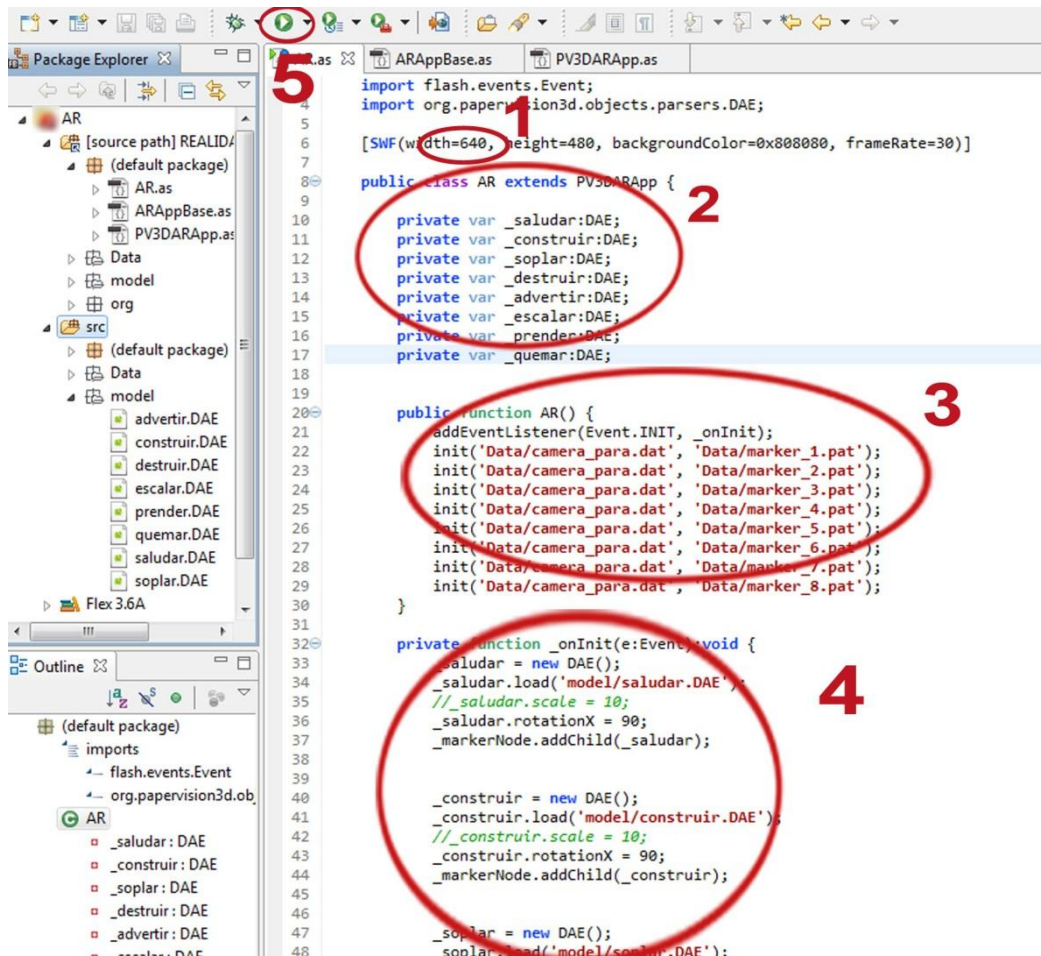 5
Package Explorer
AR
[source path] REALIDA
(default package)
AR.as
ARAppBase.as
PV3DARApp.as
Data
model
org
src
(default package)
Data
model
advertir.DAE
construir.DAE
destruir.DAE
escalar.DAE
prender.DAE
quemar.DAE
saludar.DAE
soplar.DAE
Flex 3.6A
Outline
(default package)
imports
flash.events.Event
org.papervision3d.ob
AR
_saludar : DAE
_construir : DAE
_soplar : DAE
_destruir : DAE
_advertir : DAE
_escalar : DAE
AR.as
ARAppBase.as
PV3DARApp.as
1
2
3
4
import flash.events.Event;
4 import org.papervision3d.objects.parsers.DAE;
5
6 [SWF(width=640, height=480, backgroundColor=0x808080, frameRate=30)]
7
8 public class AR extends PV3DARApp {
9
10 private var _saludar:DAE;
11 private var _construir:DAE;
12 private var _soplar:DAE;
13 private var _destruir:DAE;
14 private var _advertir:DAE;
15 private var _escalar:DAE;
16 private var _prender:DAE;
17 private var _quemar:DAE;
18
19
20 public function AR() {
21 addEventListener(Event.INIT, _onInit);
22 init('Data/camera_para.dat', 'Data/marker_1.pat');
23 init('Data/camera_para.dat', 'Data/marker_2.pat');
24 init('Data/camera_para.dat', 'Data/marker_3.pat');
25 init('Data/camera_para.dat', 'Data/marker_4.pat');
26 init('Data/camera_para.dat', 'Data/marker_5.pat');
27 init('Data/camera_para.dat', 'Data/marker_6.pat');
28 init('Data/camera_para.dat', 'Data/marker_7.pat');
29 init('Data/camera_para.dat', 'Data/marker_8.pat');
30 }
31
32 private function _onInit(e:Event):void {
33 _saludar = new DAE();
34 _saludar.load('model/saludar.DAE');
35 //_saludar.scale = 10;
36 _saludar.rotationX = 90;
37 _markerNode.addChild(_saludar);
38
39
40 _construir = new DAE();
41 _construir.load('model/construir.DAE');
42 //_construir.scale = 10;
43 _construir.rotationX = 90;
44 _markerNode.addChild(_construir);
45
46
47 _soplar = new DAE();
48 _soplar.load('model/soplar.DAE');